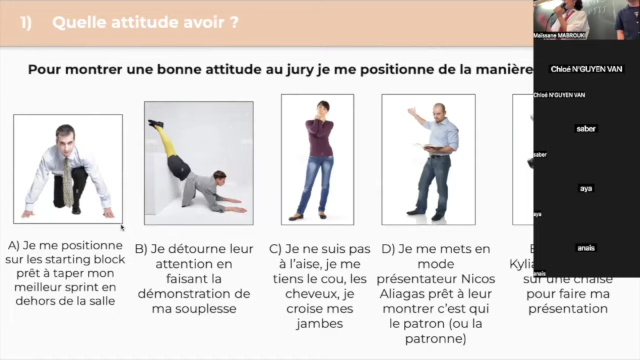 1) Quelle attitude avoir ?
Pour montrer une bonne attitude au jury je me positionne de la manière
A) Je me positionne
sur les starting block
prêt à taper mon
meilleur sprint en
dehors de la salle
B) Je détourne leur
attention en
faisant la
démonstration de
ma souplesse
C) Je ne suis pas
à l'aise, je me
tiens le cou, les
cheveux, je
croise mes
jambes
D) Je me mets en
mode
présentateur Nicos
Aliagas prêt à leur
montrer c'est qui
le patron (ou la
patronne)
sur une chaise
pour faire ma
présentation
Maïssane MABROUKI
Chloé N'GUYEN VAN
Chloé N'GUYEN VAN
saber
saber
aya
aya
anaïs
anaïs